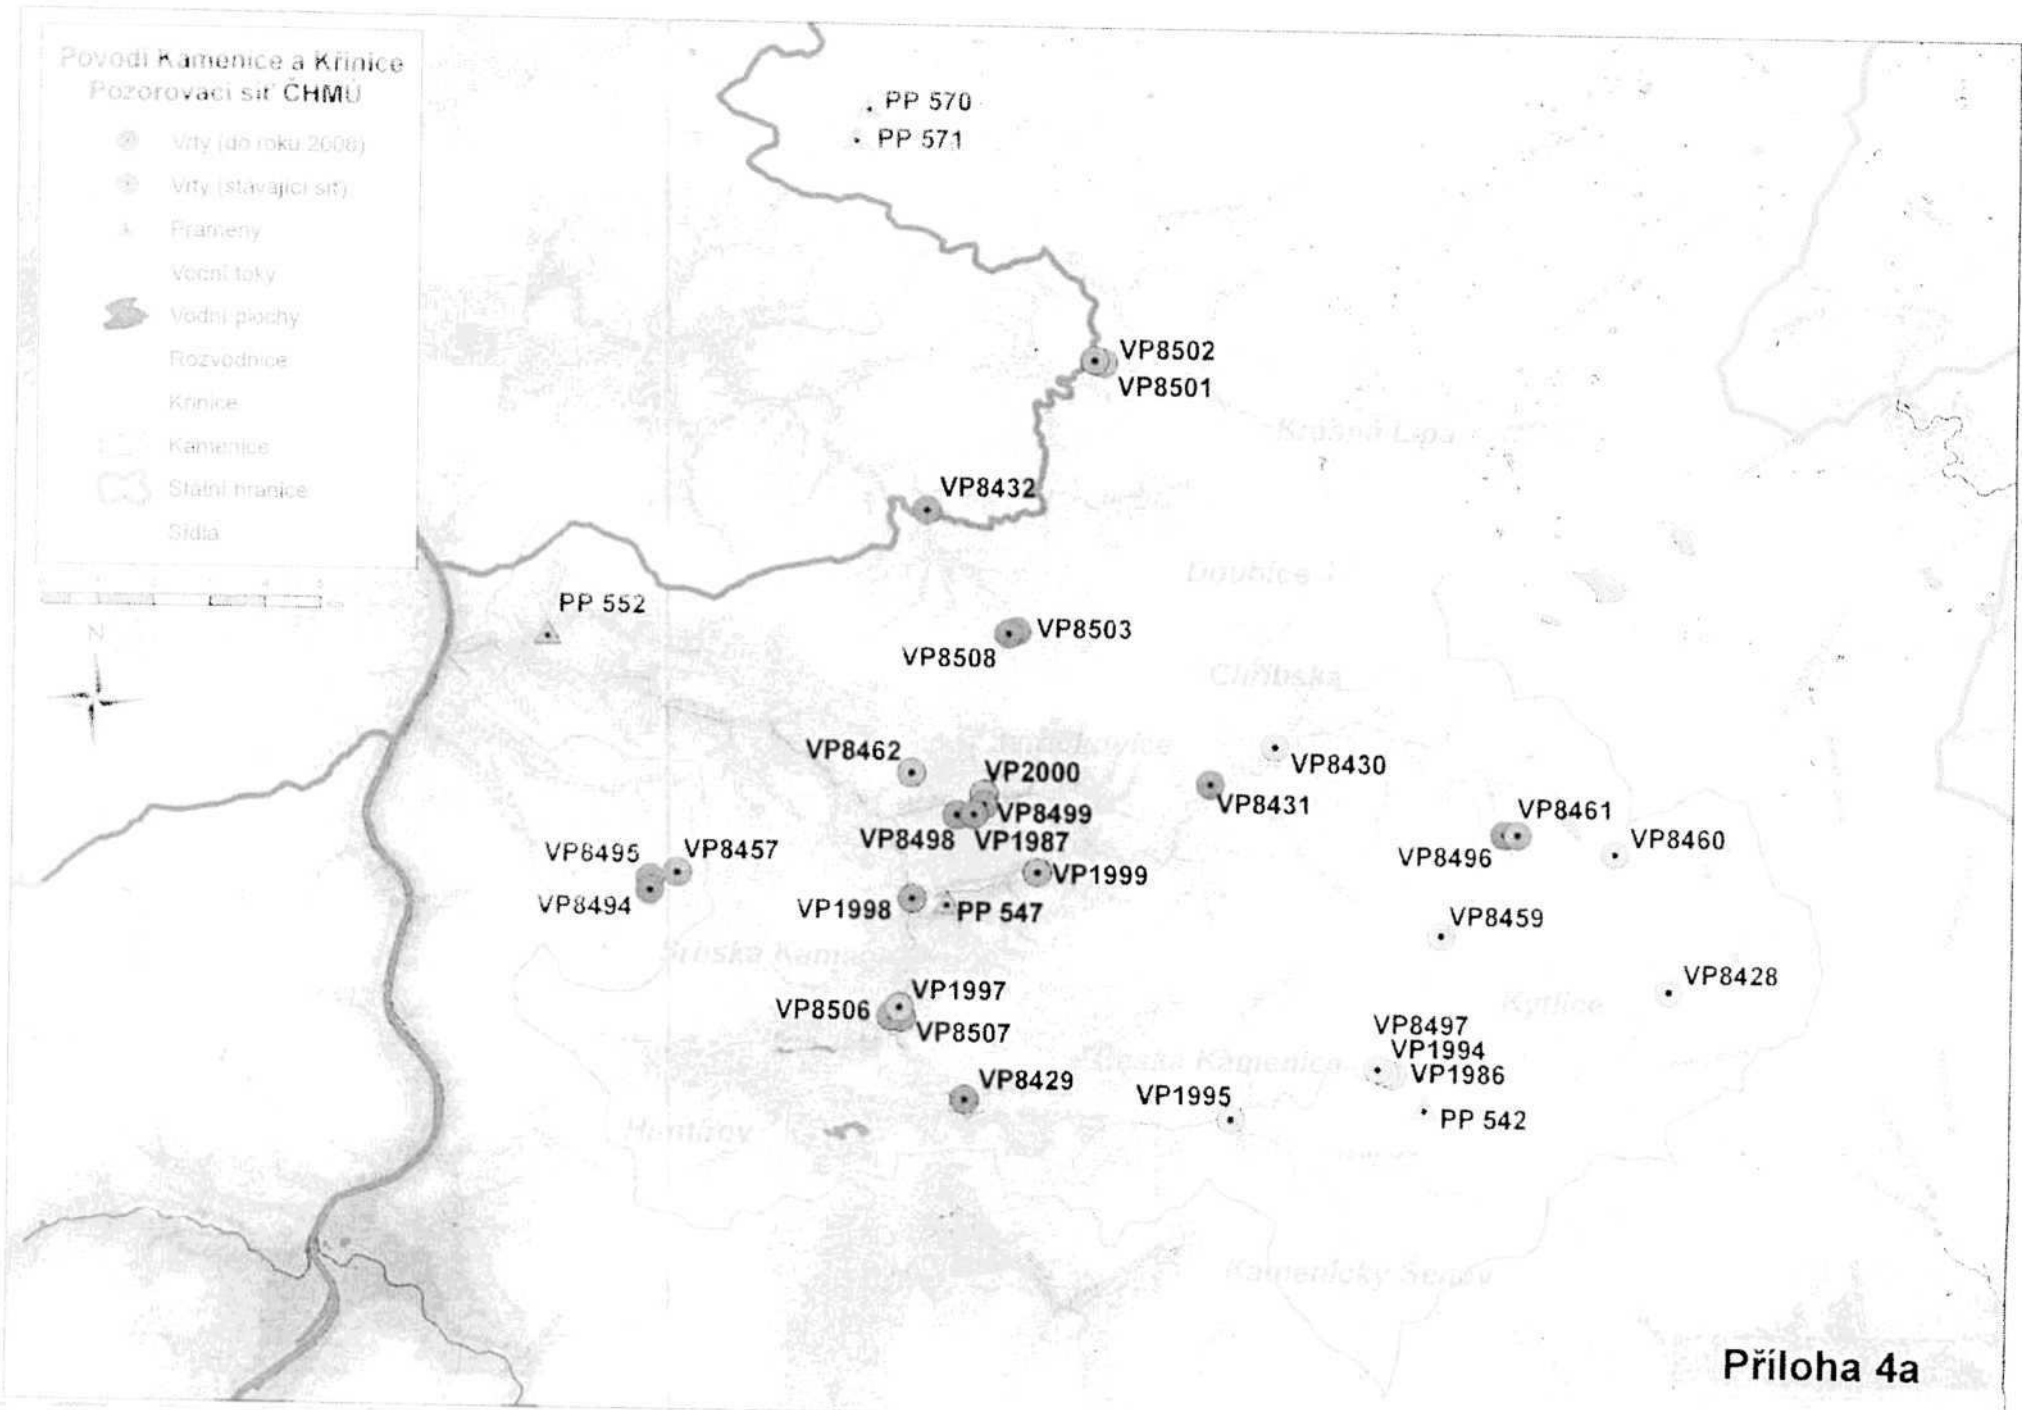 Povodí Kamenice a Křinice
Pozorovací síť ČHMÚ
Vrty (do roku 2008)
Vrty (stávající síť)
Prameny
Vodní toky
Vodní plochy
Rozvodnice
Křinice
Kamenice
Státní hranice
Sídla
N
PP 570
PP 571
VP8502
VP8501
Krásná Lípa
VP8432
Doubice
PP 552
VP8503
VP8508
Chřibská
VP8462
VP2000
VP8430
VP8431
VP8499
VP8498
VP1987
VP8461
VP8496
VP8460
VP8495
VP8457
VP8494
VP1999
VP1998
PP 547
VP8459
Srbská
VP8428
Kytlice
VP1997
VP8506
VP8507
VP8497
VP1994
VP1986
Česká Kamenice
VP8429
VP1995
PP 542
Kamenický Šenov
Příloha 4a